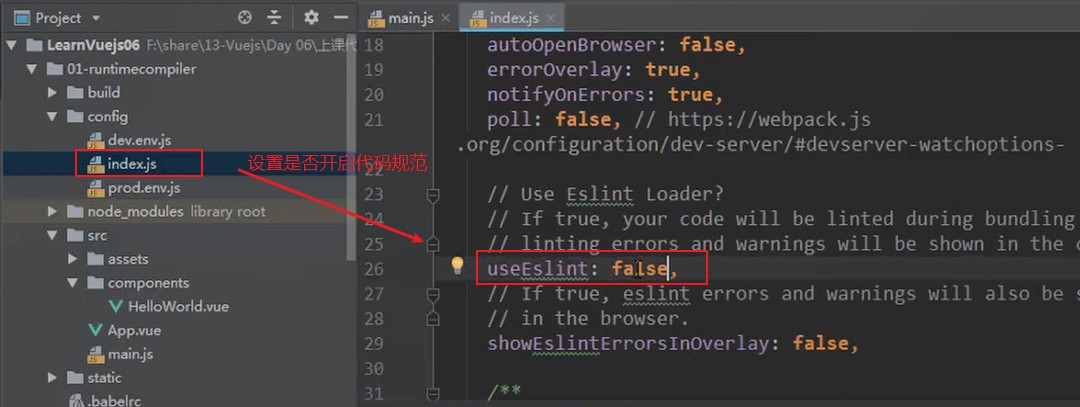 Project
main.js
index.js
LearnVuejs06 F:\share\13-Vuejs\Day 06\上课代
01-runtimecompiler
build
config
dev.env.js
index.js
prod.env.js
node_modules library root
src
assets
components
HelloWorld.vue
App.vue
main.js
static
.babelrc
设置是否开启代码规范
18 autoOpenBrowser: false,
19 errorOverlay: true,
20 notifyOnErrors: true,
21 poll: false, // https://webpack.js
.org/configuration/dev-server/#devserver-watchoptions-
22
23 // Use Eslint Loader?
24 // If true, your code will be linted during bundling
25 // linting errors and warnings will be shown in the c
26 useEslint: false,
27 // If true, eslint errors and warnings will also be s
28 // in the browser.
29 showEslintErrorsInOverlay: false,
30
31 /**